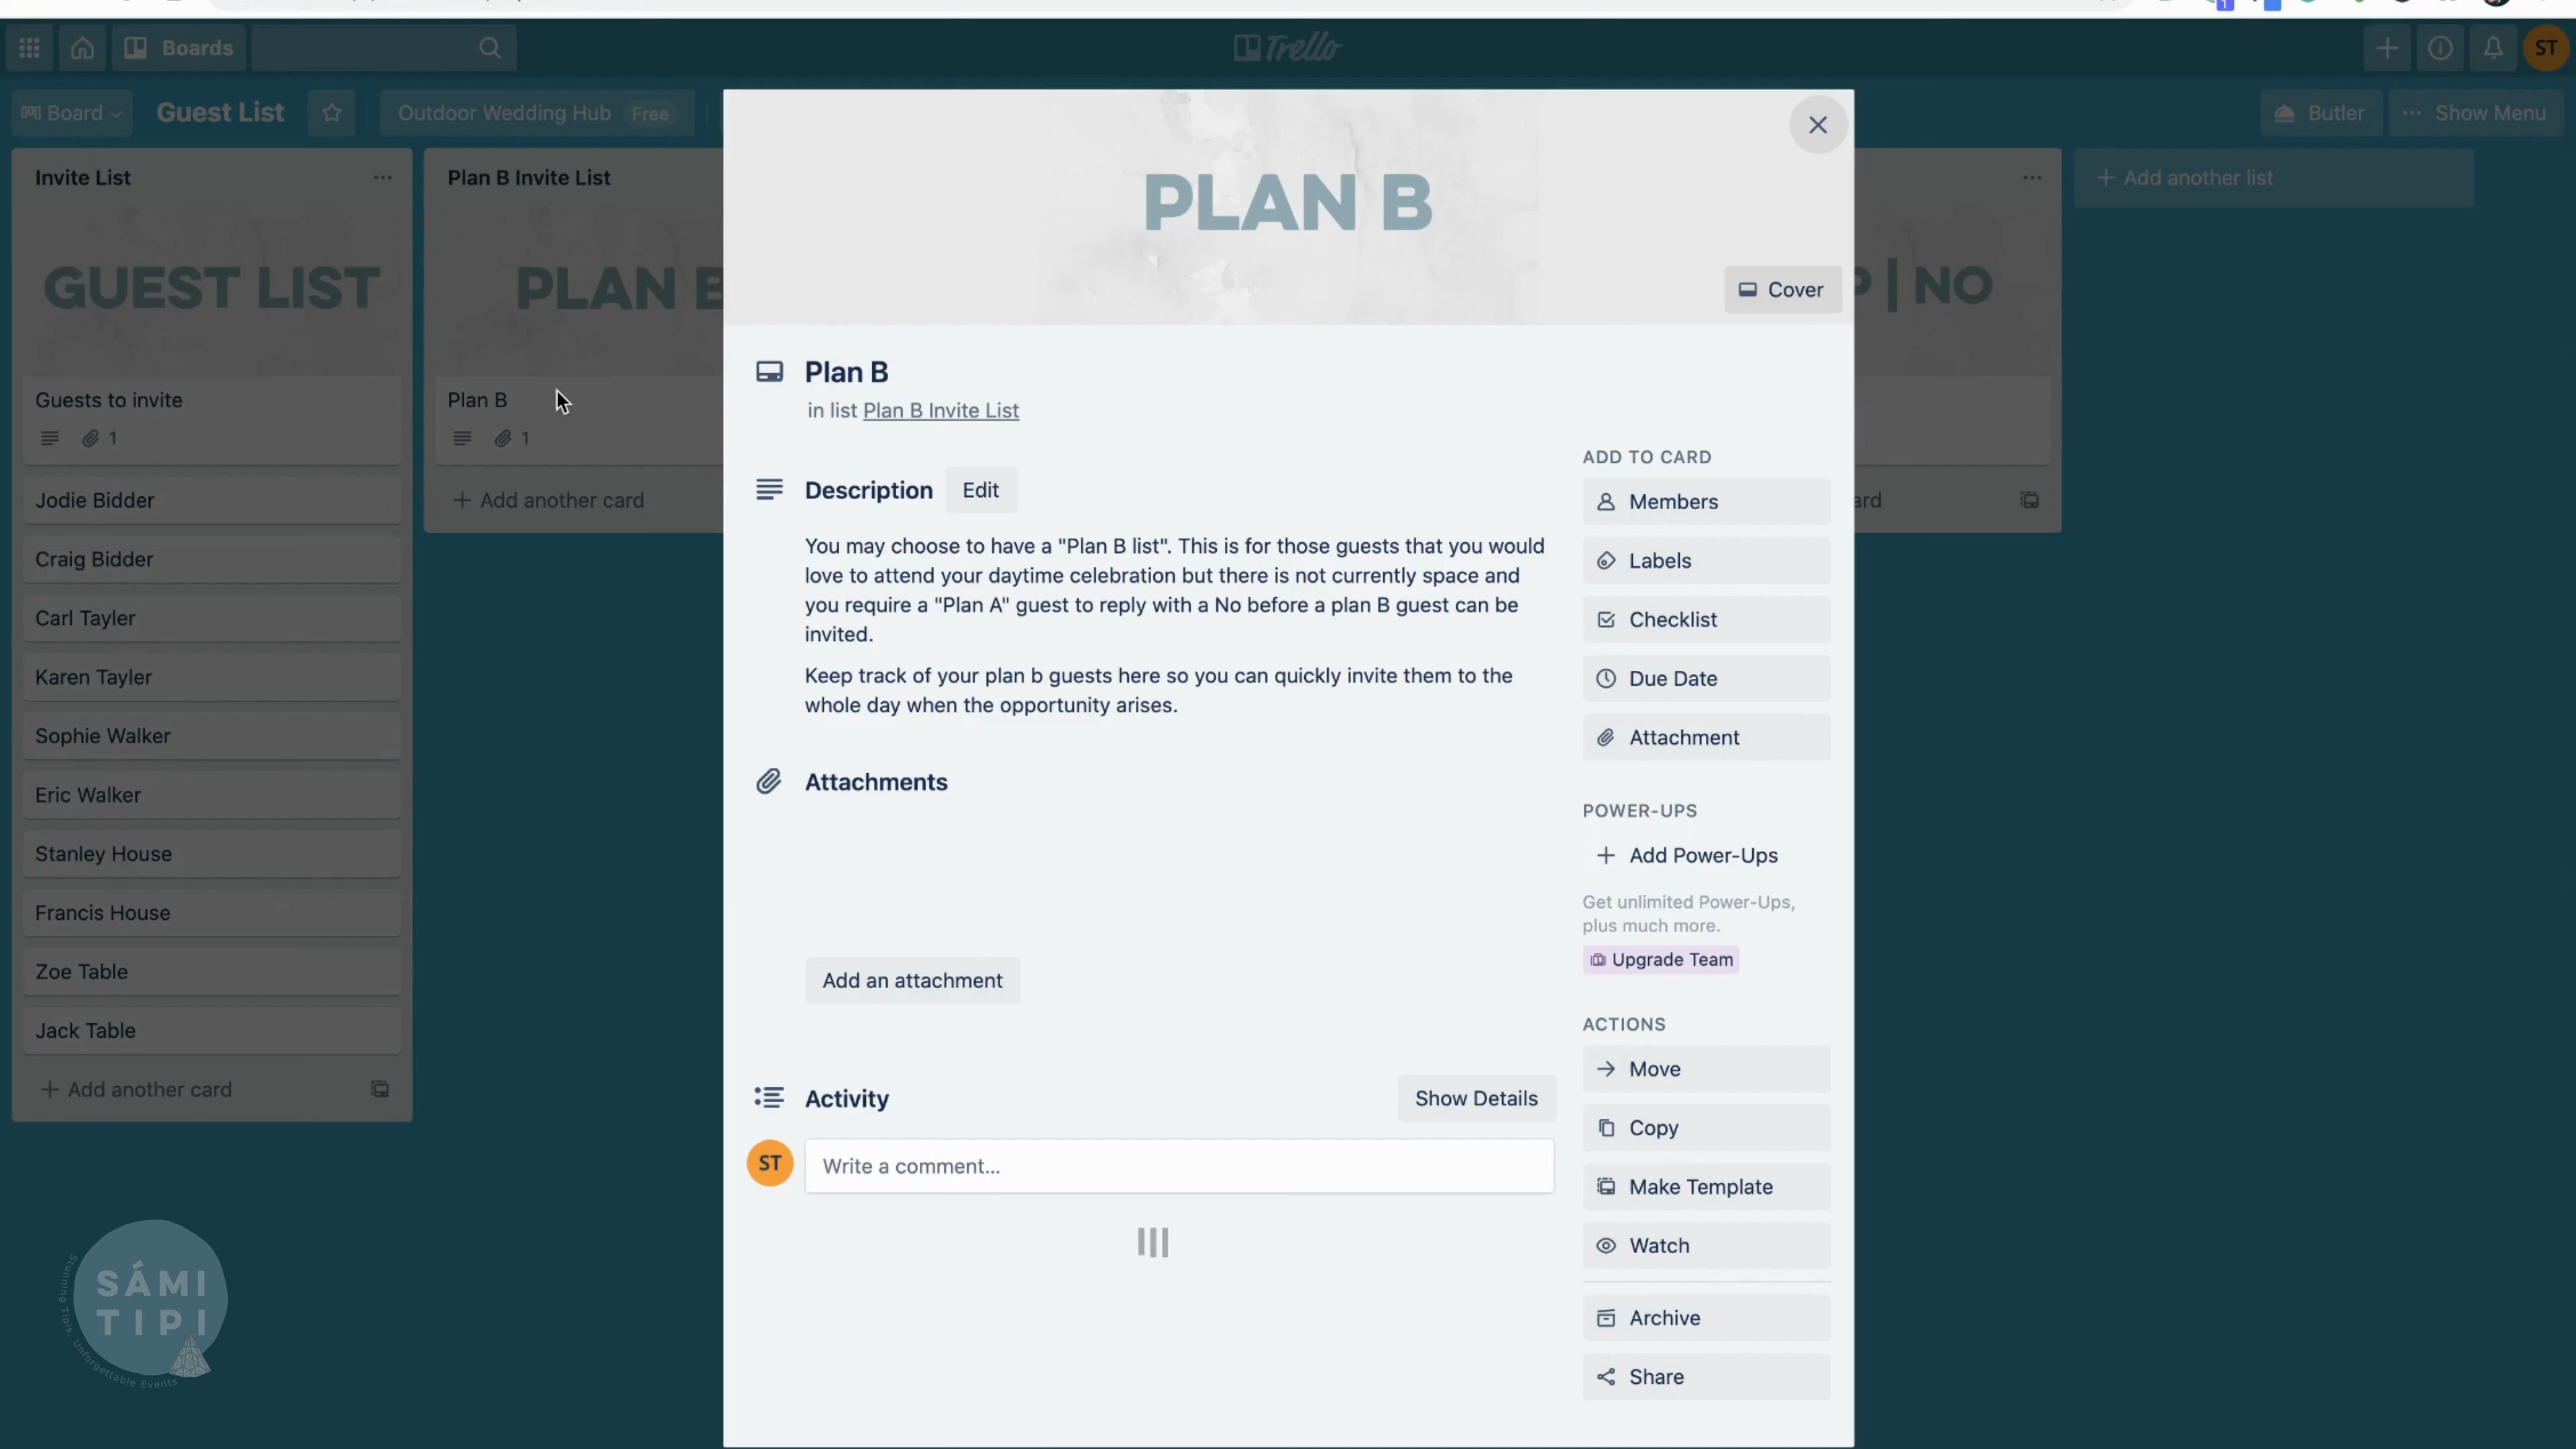 Boards
Trello
ST
Board
Guest List
Outdoor Wedding Hub Free
Butler
Show Menu
Invite List
GUEST LIST
Guests to invite
1
Jodie Bidder
Craig Bidder
Carl Tayler
Karen Tayler
Sophie Walker
Eric Walker
Stanley House
Francis House
Zoe Table
Jack Table
+ Add another card
Plan B Invite List
PLAN B
Plan B
1
+ Add another card
PLAN B
Cover
Plan B
in list Plan B Invite List
Description Edit
You may choose to have a "Plan B list". This is for those guests that you would
love to attend your daytime celebration but there is not currently space and
you require a "Plan A" guest to reply with a No before a plan B guest can be
invited.
Keep track of your plan b guests here so you can quickly invite them to the
whole day when the opportunity arises.
Attachments
Add an attachment
Activity
Show Details
ST
Write a comment...
ADD TO CARD
Members
Labels
Checklist
Due Date
Attachment
POWER-UPS
+ Add Power-Ups
Get unlimited Power-Ups,
plus much more.
Upgrade Team
ACTIONS
Move
Copy
Make Template
Watch
Archive
Share
| NO
+ Add another list
SÁMI
TIPI
Stunning Tipis, Unforgettable Events